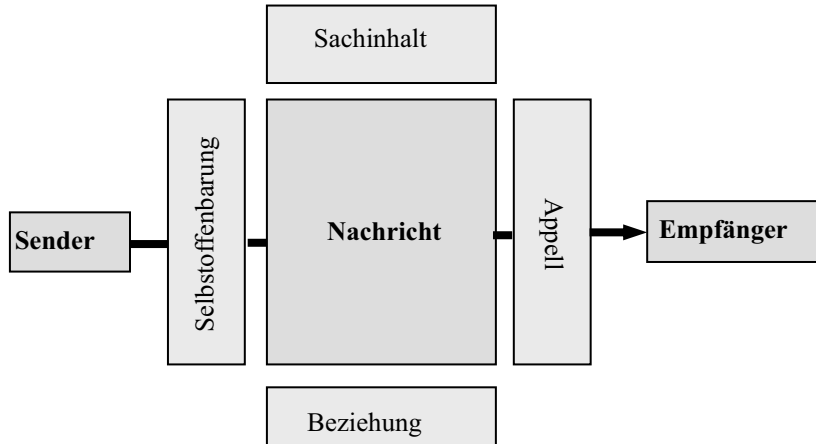 Sachinhalt
Sender
Selbstoffenbarung
Nachricht
Appell
Empfänger
Beziehung